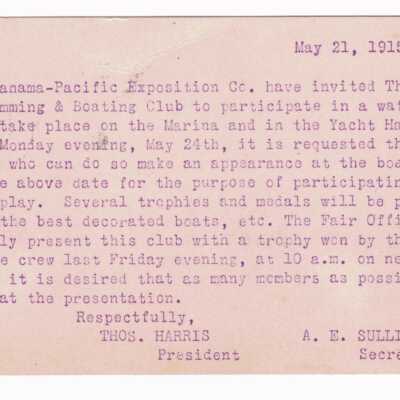 May 21, 1915
anama-Pacific Exposition Co. have invited Th
mming & Boating Club to participate in a wat
take place on the Marina and in the Yacht Ha
Monday evening, May 24th, it is requested th
who can do so make an appearance at the boa
e above date for the purpose of participatin
play. Several trophies and medals will be p
the best decorated boats, etc. The Fair Offi
ly present this club with a trophy won by th
e crew last Friday evening, at 10 a.m. on ne
it is desired that as many members as possi
at the presentation.
Respectfully,
THOS. HARRIS A. E. SULLI
President Secre